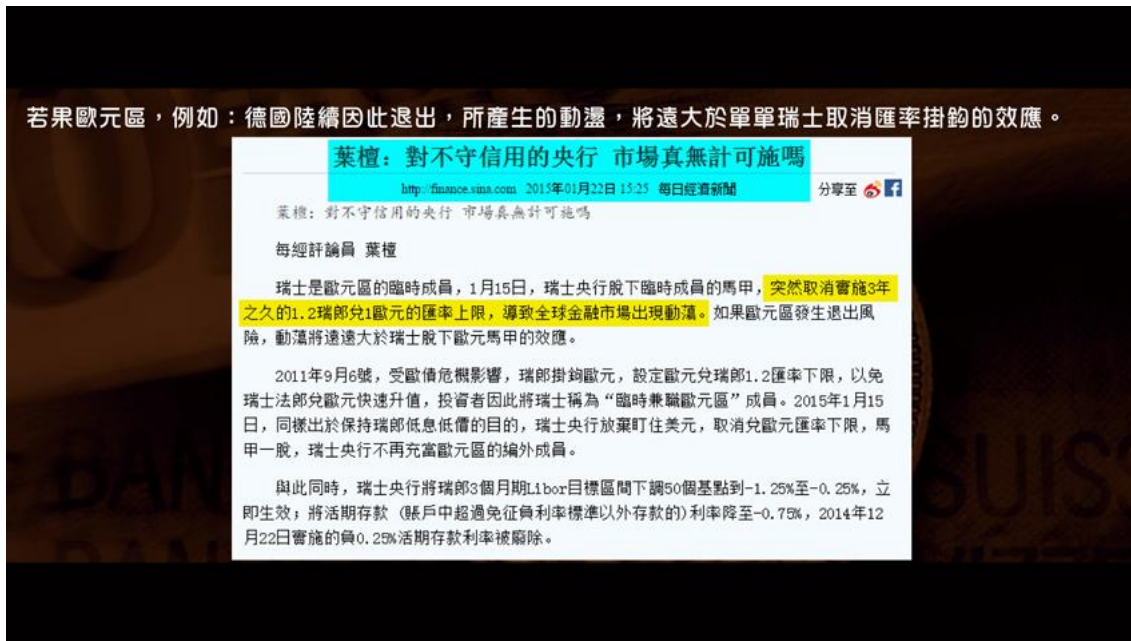 若果歐元區，例如：德國陸續因此退出，所產生的動盪，將遠大於單單瑞士取消匯率掛鈎的效應。
葉檀：對不守信用的央行 市場真無計可施嗎
http://finance.sina.com 2015年01月22日 15:25 每日經濟新聞 分享至
葉檀：對不守信用的央行 市場真無計可施嗎
每經評論員 葉檀
瑞士是歐元區的臨時成員，1月15日，瑞士央行脫下臨時成員的馬甲，突然取消實施3年
之久的1.2瑞郎兌1歐元的匯率上限，導致全球金融市場出現動蕩。如果歐元區發生退出風
險，動蕩將遠遠大於瑞士脫下歐元馬甲的效應。
2011年9月6號，受歐債危機影響，瑞郎掛鉤歐元，設定歐元兌瑞郎1.2匯率下限，以免
瑞士法郎兌歐元快速升值，投資者因此將瑞士稱為“臨時兼職歐元區”成員。2015年1月15
日，同樣出於保持瑞郎低息低價的目的，瑞士央行放棄盯住美元，取消兌歐元匯率下限，馬
甲一脫，瑞士央行不再充當歐元區的編外成員。
與此同時，瑞士央行將瑞郎3個月期Libor目標區間下調50個基點到-1.25%至-0.25%，立
即生效；將活期存款（賬戶中超過免征負利率標準以外存款的）利率降至-0.75%，2014年12
月22日實施的負0.25%活期存款利率被廢除。